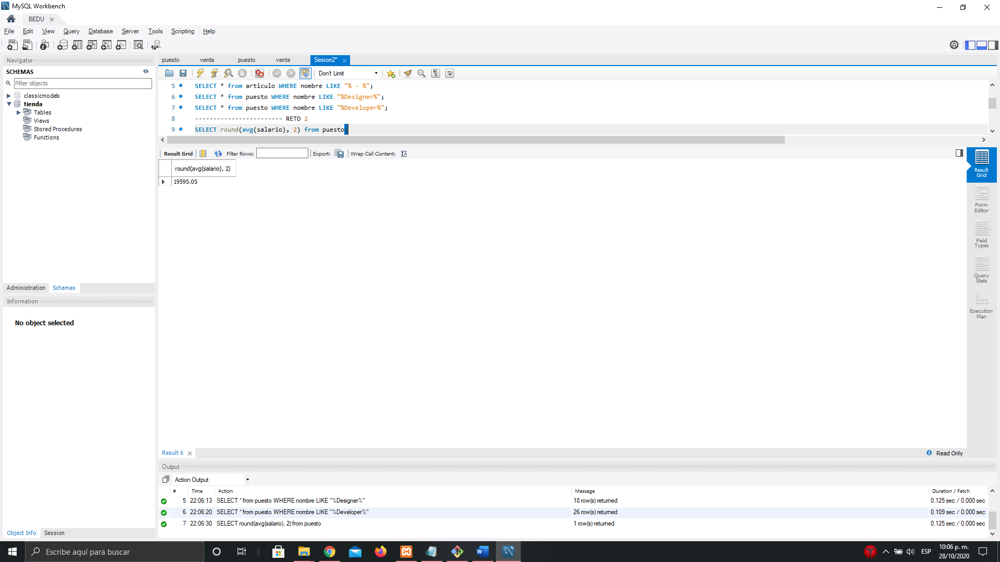 MySQL Workbench
BEDU
File Edit View Query Database Server Tools Scripting Help
Navigator
SCHEMAS
Filter objects
classicmodels
tienda
Tables
Views
Stored Procedures
Functions
Administration Schemas
Information
No object selected
Object Info Session
puesto venta puesto venta Sesion2*
Don't Limit
5 SELECT * from articulo WHERE nombre LIKE "% - %";
6 SELECT * from puesto WHERE nombre LIKE "%Designer%";
7 SELECT * from puesto WHERE nombre LIKE "%Developer%";
8 ------------------------ RETO 2
9 SELECT round(avg(salario), 2) from puesto;
Result Grid Filter Rows: Export: Wrap Cell Content:
round(avg(salario), 2)
19595.05
Result Grid
Form Editor
Field Types
Query Stats
Execution Plan
Result 6 Read Only
Output
Action Output
# Time Action Message Duration / Fetch
5 22:06:13 SELECT * from puesto WHERE nombre LIKE "%Designer%" 18 row(s) returned 0.125 sec / 0.000 sec
6 22:06:20 SELECT * from puesto WHERE nombre LIKE "%Developer%" 26 row(s) returned 0.109 sec / 0.000 sec
7 22:06:30 SELECT round(avg(salario), 2) from puesto 1 row(s) returned 0.125 sec / 0.000 sec
Escribe aquí para buscar
ESP
10:06 p. m.
28/10/2020